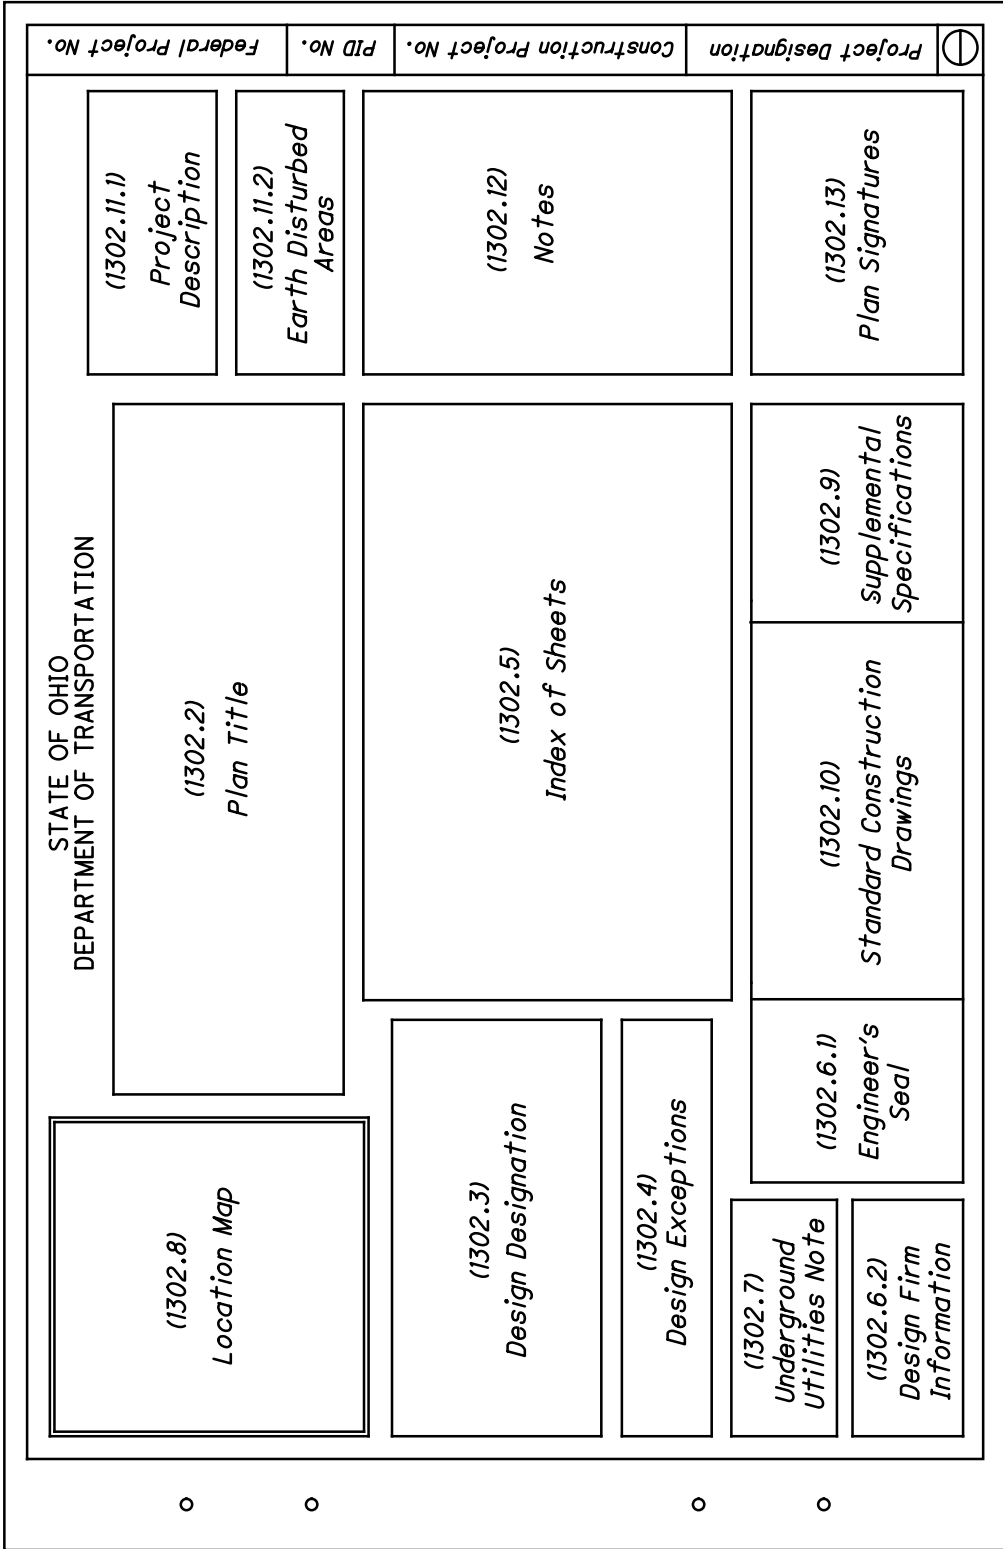 STATE OF OHIO
DEPARTMENT OF TRANSPORTATION
(1302.8)
Location Map
(1302.2)
Plan Title
(1302.11.1)
Project
Description
(1302.11.2)
Earth Disturbed
Areas
(1302.3)
Design Designation
(1302.4)
Design Exceptions
(1302.5)
Index of Sheets
(1302.12)
Notes
(1302.7)
Underground
Utilities Note
(1302.6.2)
Design Firm
Information
(1302.6.1)
Engineer's
Seal
(1302.10)
Standard Construction
Drawings
(1302.9)
Supplemental
Specifications
(1302.13)
Plan Signatures
Federal Project No.
PID No.
Construction Project No.
Project Designation